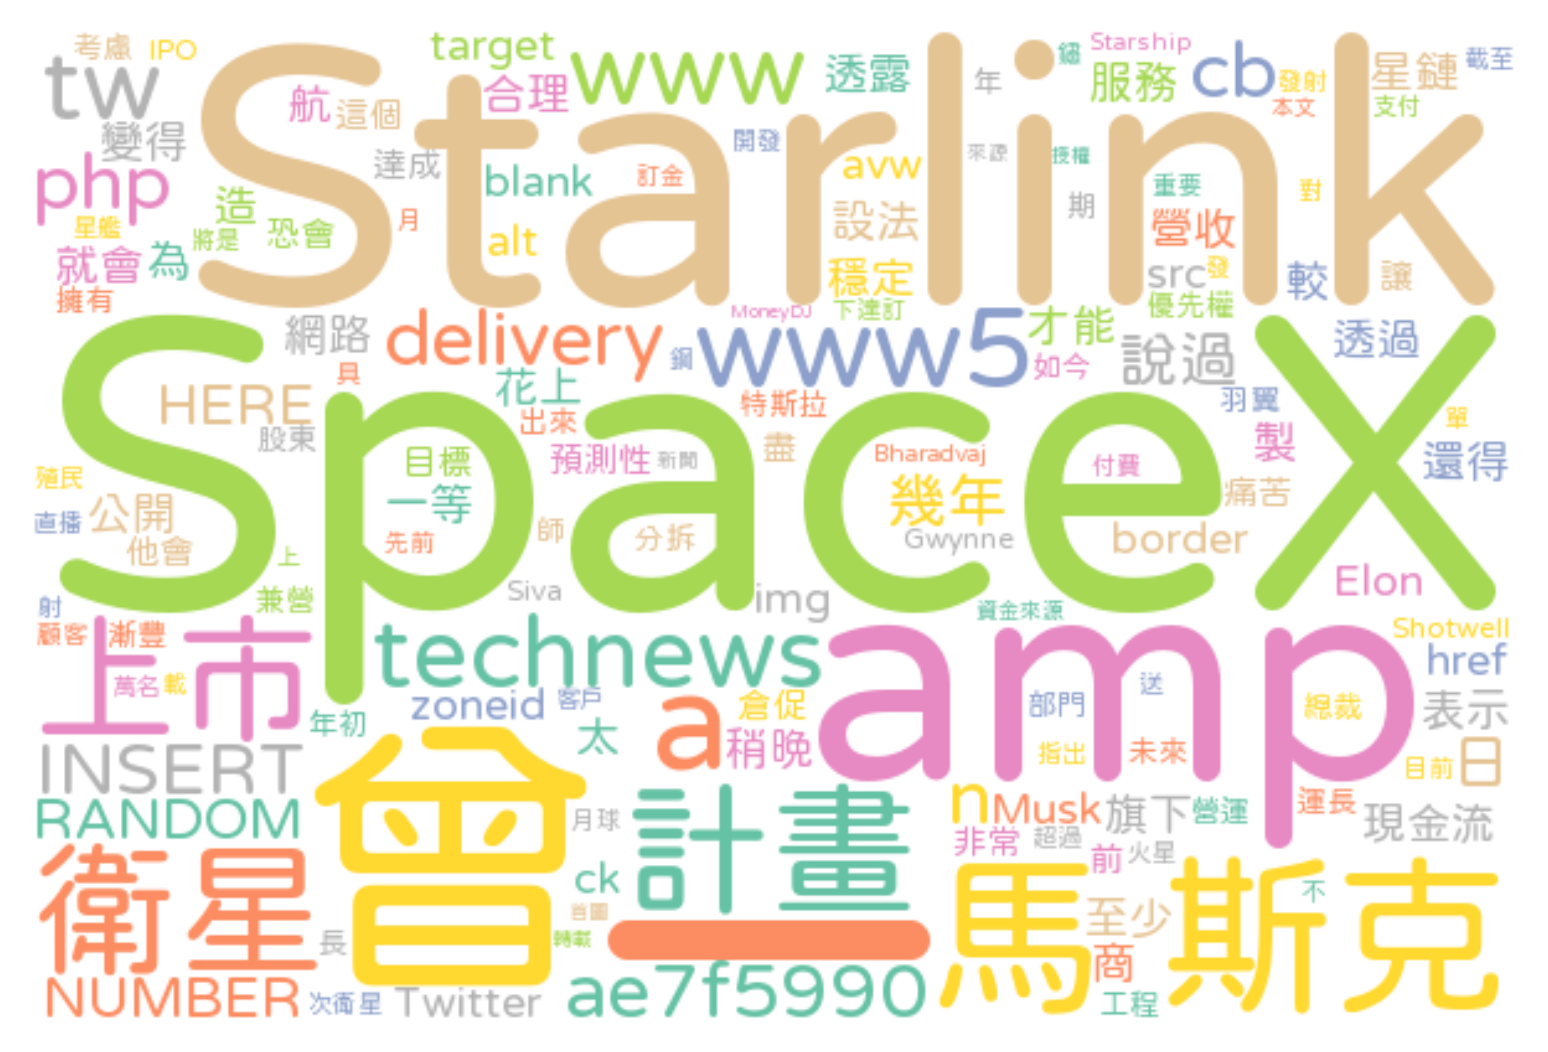 考慮 IPO target www 透露 年 鏽 Starship 服務 cb 發射 星鏈 截至
tw 航 這個 合理 本文 支付
Starlink
變得 達成 blank 訂金 開發 avw 來源 授權 重要 對
php 造 月 設法 期 營收
星艦 將是 恐會 alt
就會 為 穩定 src 發 較 讓
擁有 MoneyDJ 下達訂 優先權
網路 delivery 鋼 www5 才能 說過 透過
具 花上 如今
HERE 出來 特斯拉 羽翼 單
SpaceX
股東 目標 預測性 新聞 盡 Bharadvaj 付費 製 還得
殖民 一等 幾年 痛苦
直播 公開 他會 先前 師 分拆 Gwynne border
上 Elon
射 兼營 Siva img 資金來源
顧客 漸豐 technews amp Shotwell
上市 href
萬名 載 zoneid 客戶 部門 送
年初 太 a 倉促 總裁 表示
稍晚 指出 未來 目前 日
INSERT 曾 計畫 n Musk 旗下 營運 運長 現金流
RANDOM 月球 非常 超過 前 火星
衛星 ck 馬斯克 不
首圖 一 至少
長 轉載 商
NUMBER 次衛星 Twitter ae7f5990 工程